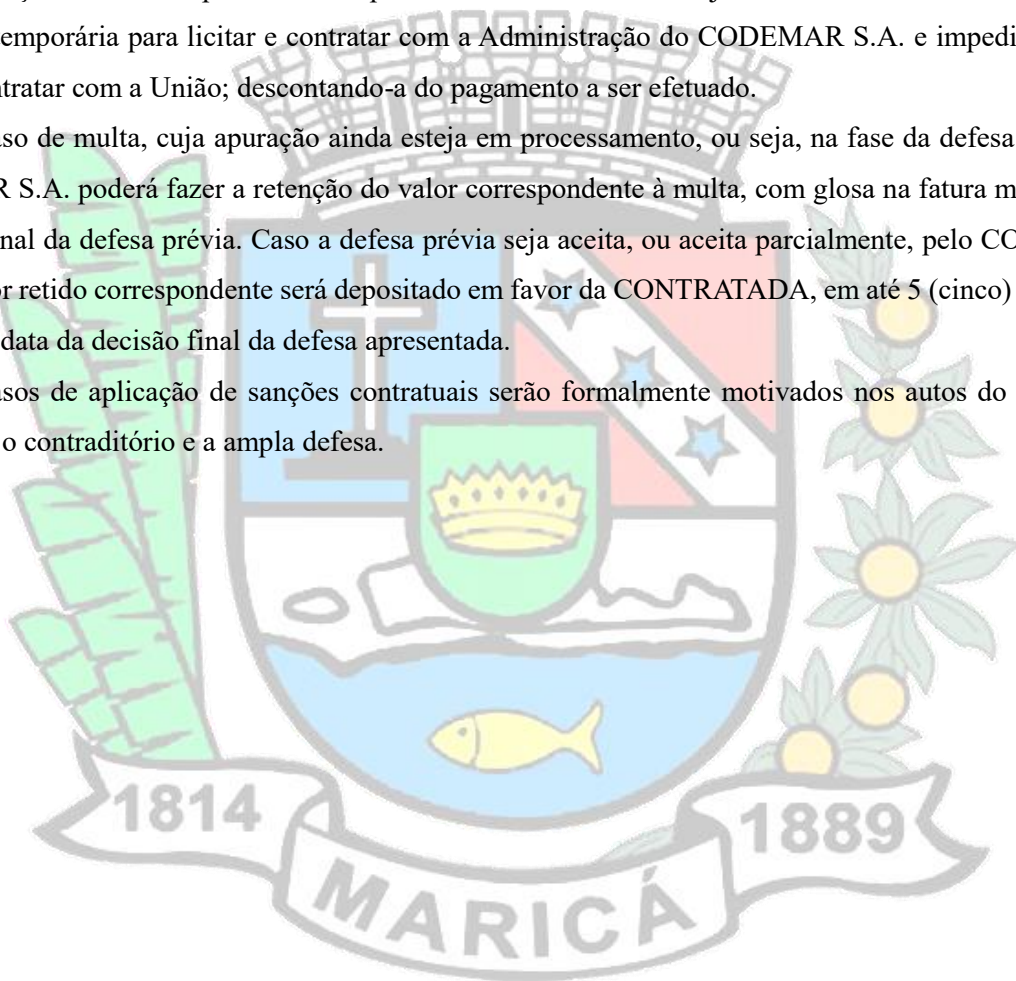 temporária para licitar e contratar com a Administração do CODEMAR S.A. e impedi
ntratar com a União; descontando-a do pagamento a ser efetuado.
aso de multa, cuja apuração ainda esteja em processamento, ou seja, na fase da defesa
R S.A. poderá fazer a retenção do valor correspondente à multa, com glosa na fatura m
nal da defesa prévia. Caso a defesa prévia seja aceita, ou aceita parcialmente, pelo CO
or retido correspondente será depositado em favor da CONTRATADA, em até 5 (cinco)
data da decisão final da defesa apresentada.
asos de aplicação de sanções contratuais serão formalmente motivados nos autos do
o contraditório e a ampla defesa.
1814
1889
MARICÁ